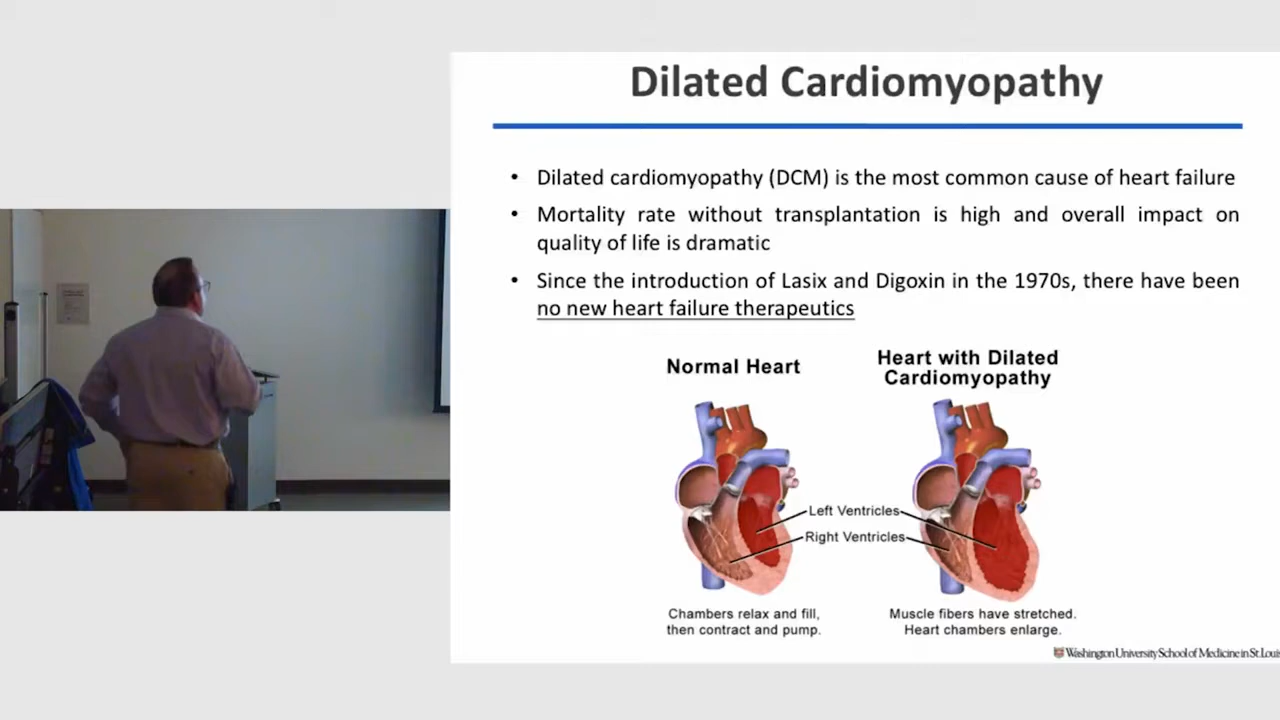 Dilated Cardiomyopathy
• Dilated cardiomyopathy (DCM) is the most common cause of heart failure
• Mortality rate without transplantation is high and overall impact on
quality of life is dramatic
• Since the introduction of Lasix and Digoxin in the 1970s, there have been
no new heart failure therapeutics
Normal Heart
Heart with Dilated
Cardiomyopathy
Left Ventricles
Right Ventricles
Chambers relax and fill,
then contract and pump.
Muscle fibers have stretched.
Heart chambers enlarge.
Washington University School of Medicine in St. Louis